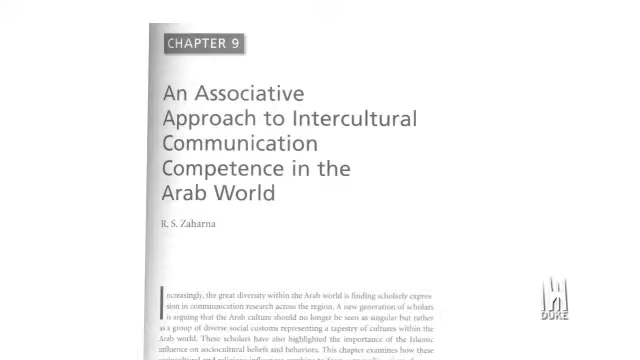 CHAPTER 9
An Associative
Approach to Intercultural
Communication
Competence in the
Arab World
R. S. Zaharna
Increasingly, the great diversity within the Arab world is finding scholarly expres-
sion in communication research across the region. A new generation of scholars
is arguing that the Arab culture should no longer be seen as singular but rather
as a group of diverse social customs representing a tapestry of cultures within the
Arab world. These scholars have also highlighted the importance of the Islamic
influence on sociocultural beliefs and behaviors. This chapter examines how these
DUKE